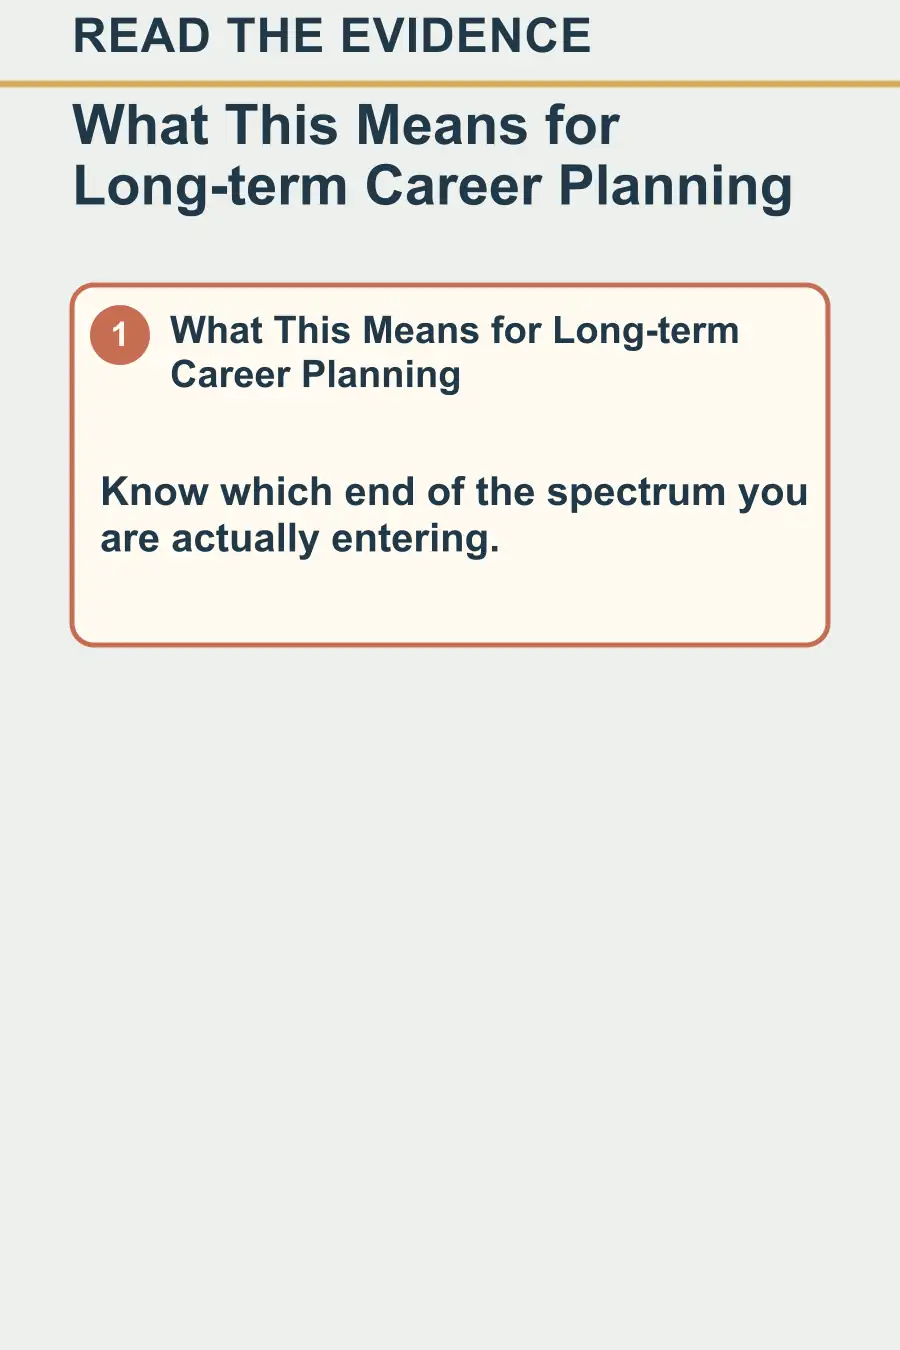 READ THE EVIDENCE
What This Means for
Long-term Career Planning
1
What This Means for Long-term
Career Planning
Know which end of the spectrum you
are actually entering.